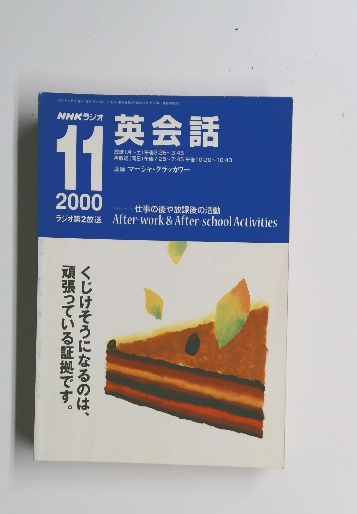 NHKラジオ
11
2000
ラジオ第2放送
英会話
講師 マーシャ・クラッカワー
仕事の後や放課後の活動
After-work & After-school Activities
くじけそうになるのは、
頑張っている証拠です。